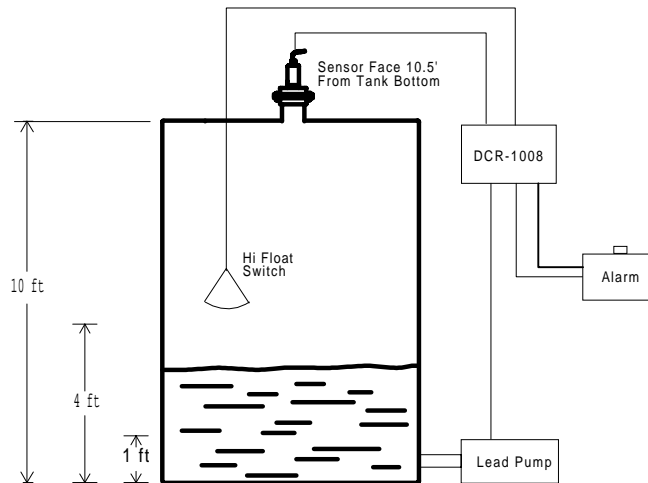 Sensor Face 10.5'
From Tank Bottom
DCR-1008
Hi Float
Switch
Alarm
10 ft
4 ft
1 ft
Lead Pump